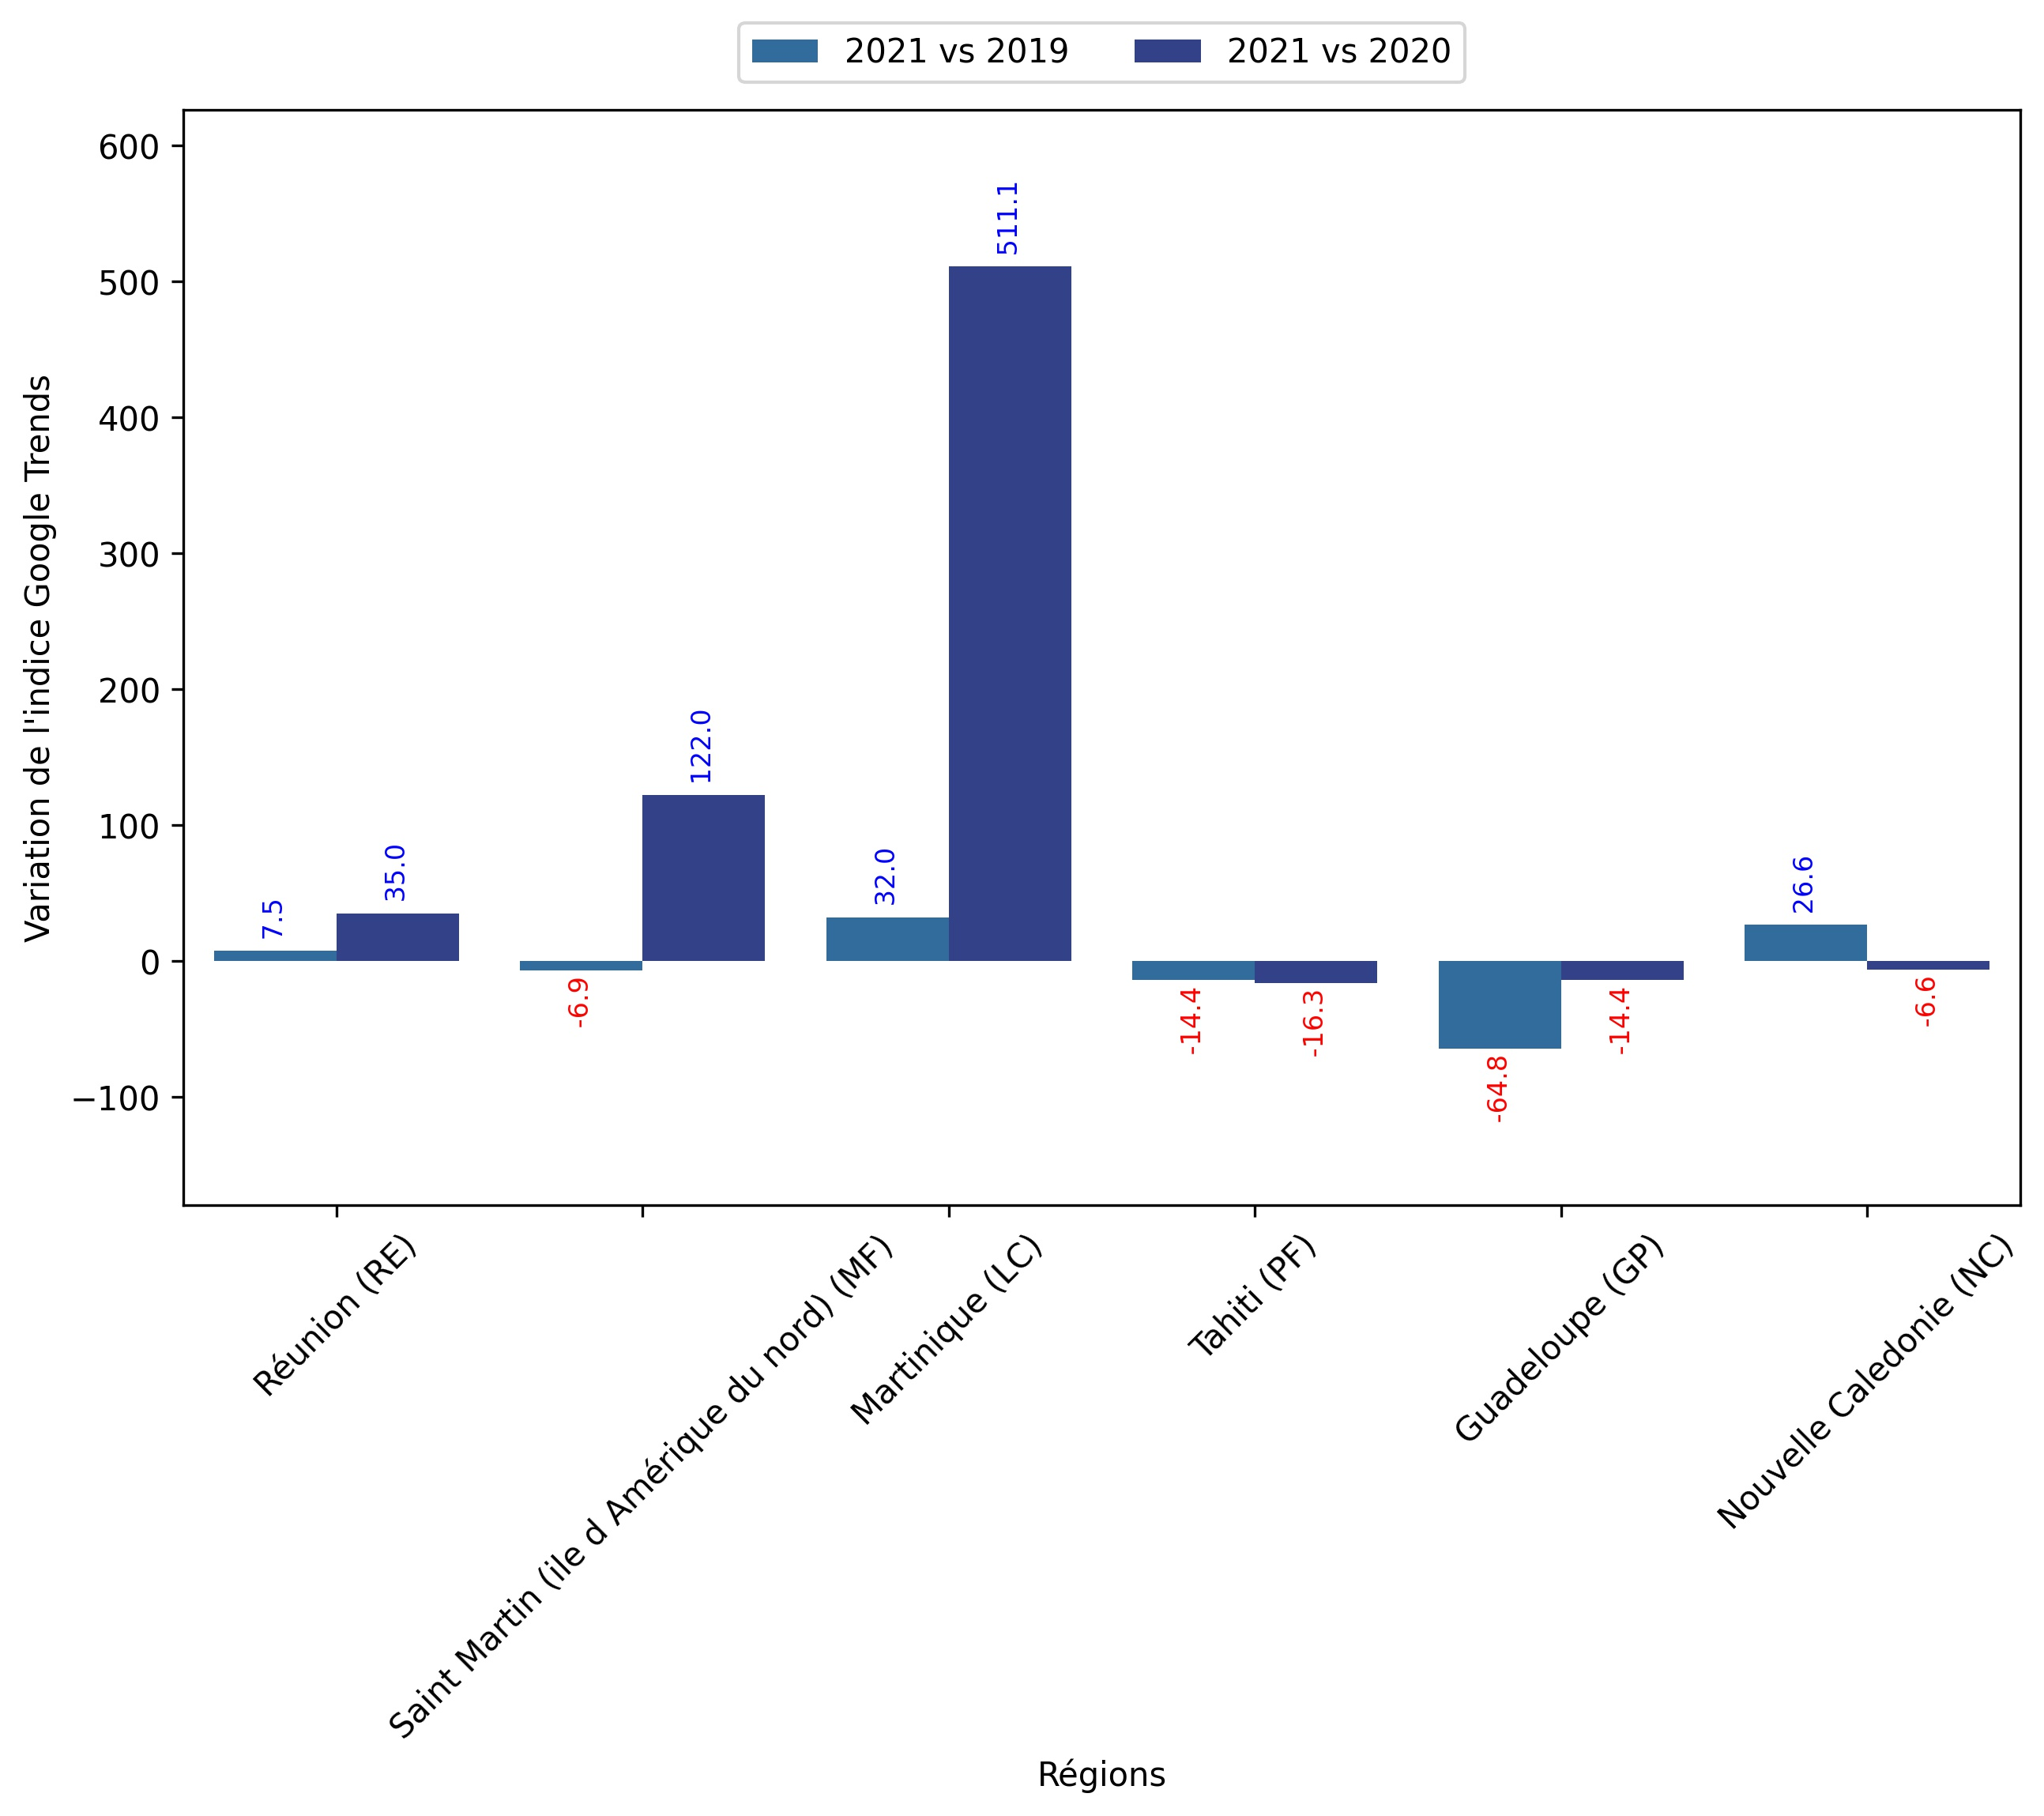 2021 vs 2019
2021 vs 2020
Variation de l'indice Google Trends
600
500
400
300
200
100
0
−100
7.5
35.0
-6.9
122.0
32.0
511.1
-14.4
-16.3
-64.8
-14.4
26.6
-6.6
Réunion (RE)
Saint Martin (ile d Amérique du nord) (MF)
Martinique (LC)
Tahiti (PF)
Guadeloupe (GP)
Nouvelle Caledonie (NC)
Régions